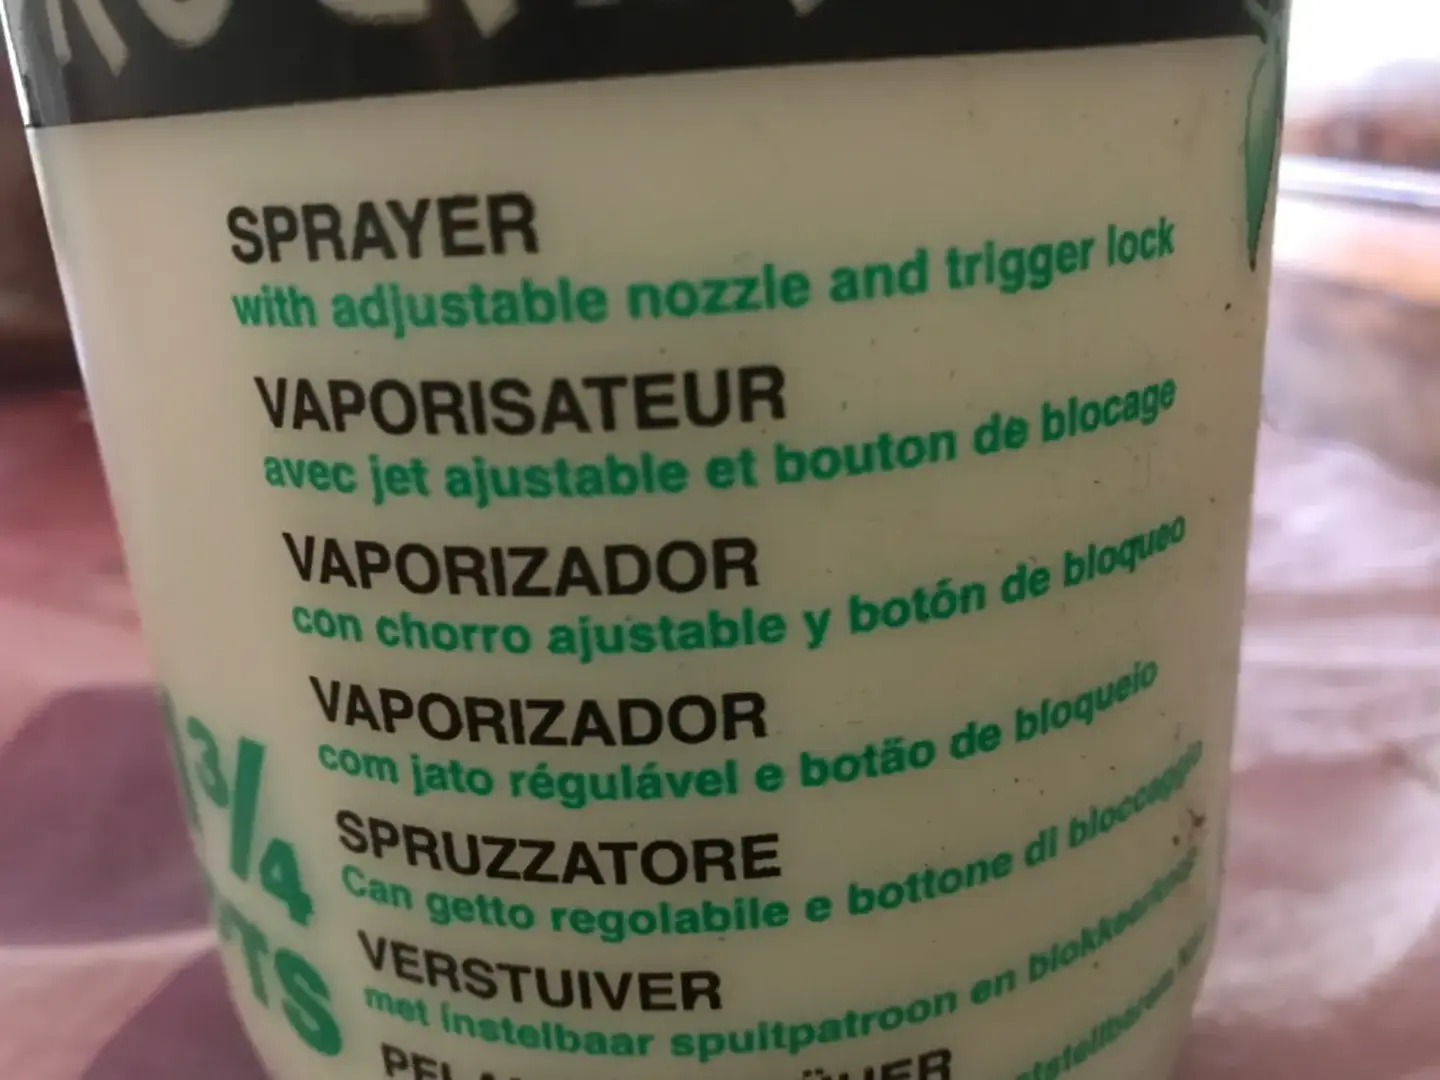 SPRAYER
with adjustable nozzle and trigger lock
VAPORISATEUR
avec jet ajustable et bouton de blocage
VAPORIZADOR
con chorro ajustable y botón de bloqueo
VAPORIZADOR
com jato régulável e botão de bloqueio
SPRUZZATORE
Can getto regolabile e bottone di bloccaggio
VERSTUIVER
met instelbaar spuitpatroon en
3/4